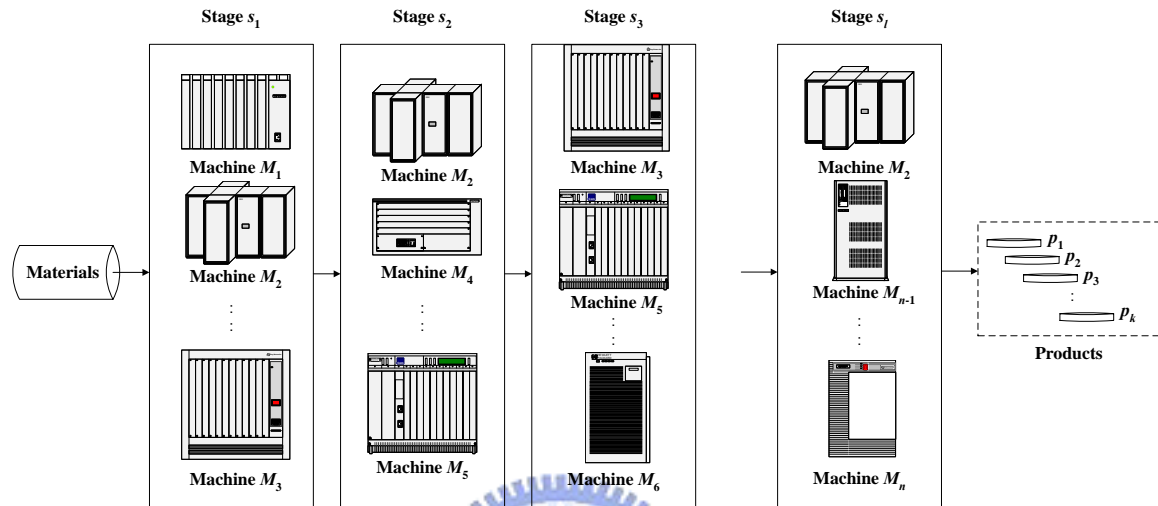 Stage s1
Stage s2
Stage s3
Stage sl
Materials
Machine M1
Machine M2
Machine M3
Machine M2
Machine M4
Machine M5
Machine M3
Machine M5
Machine M6
Machine M2
Machine Mn-1
Machine Mn
p1
p2
p3
pk
Products